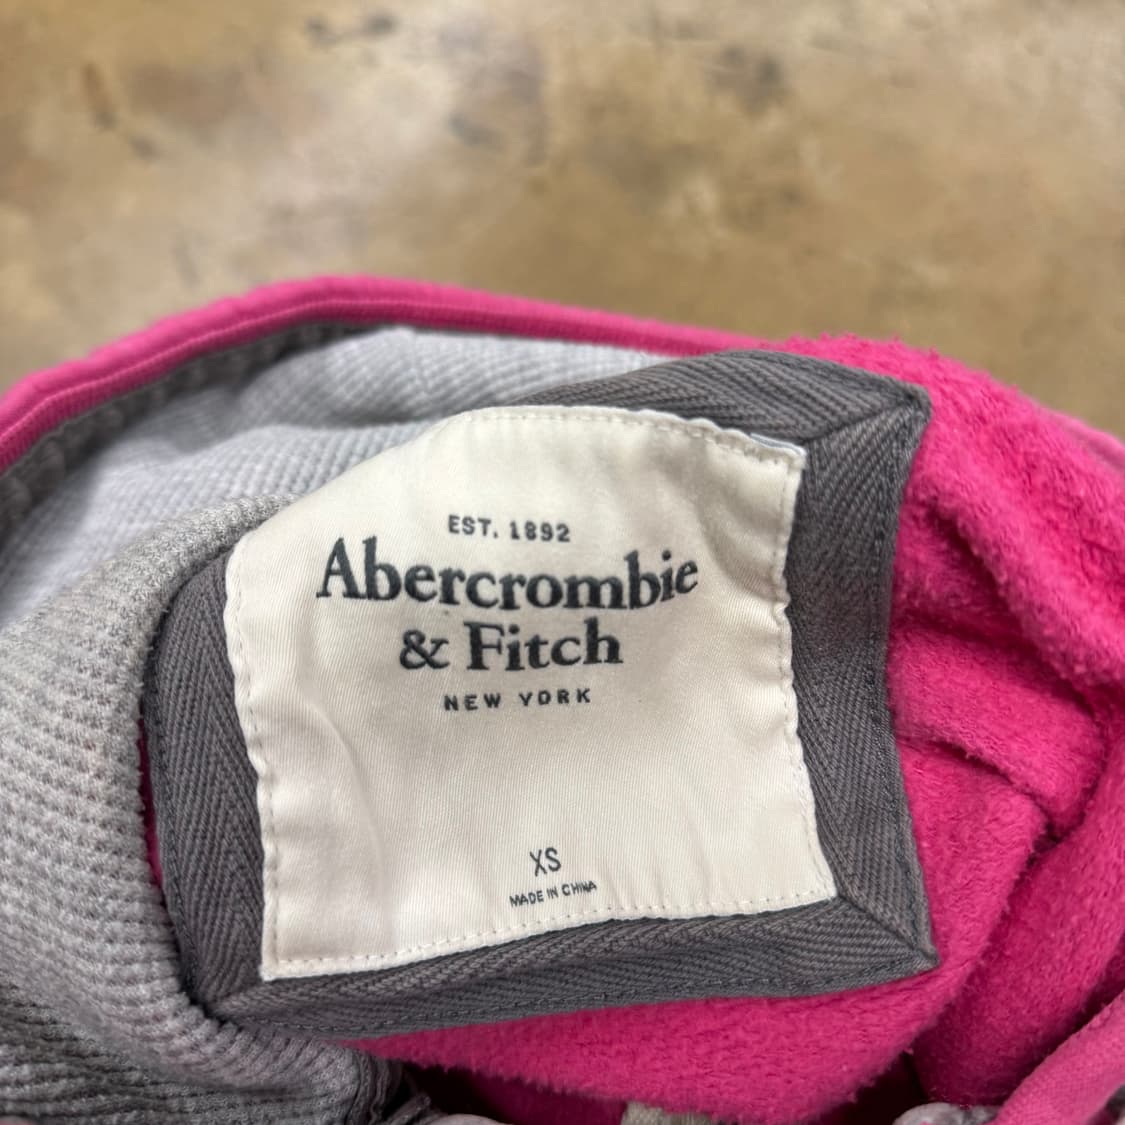 EST. 1892
Abercrombie
& Fitch
NEW YORK
XS
MADE IN CHINA